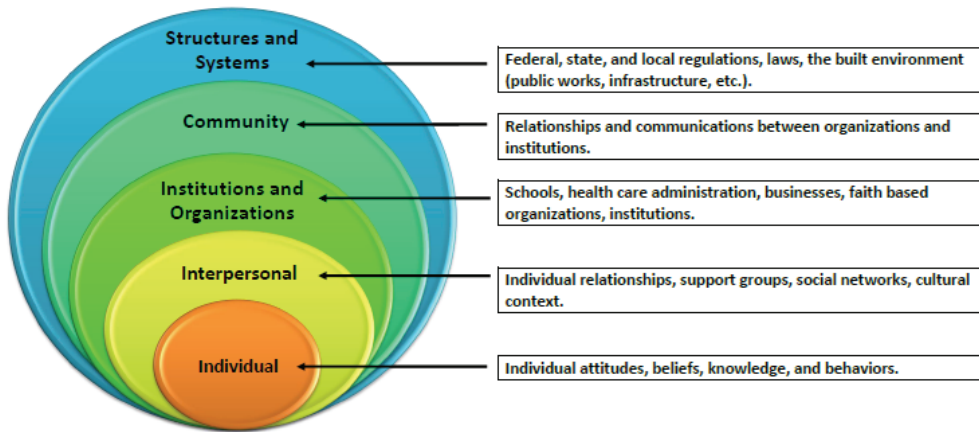 Structures and
Systems
Federal, state, and local regulations, laws, the built environment
(public works, infrastructure, etc.).
Community
Relationships and communications between organizations and
institutions.
Institutions and
Organizations
Schools, health care administration, businesses, faith based
organizations, institutions.
Interpersonal
Individual relationships, support groups, social networks, cultural
context.
Individual
Individual attitudes, beliefs, knowledge, and behaviors.